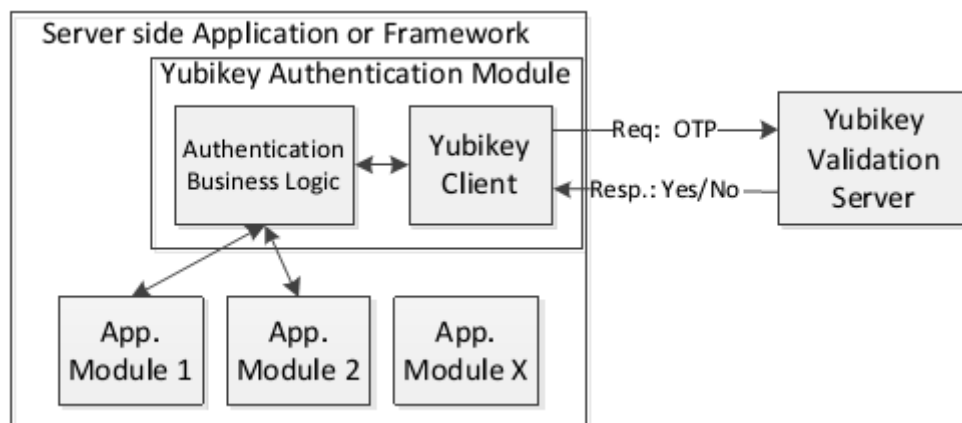 Server side Application or Framework
Yubikey Authentication Module
Authentication
Business Logic
Yubikey
Client
Req: OTP
Resp.: Yes/No
Yubikey
Validation
Server
App.
Module 1
App.
Module 2
App.
Module X